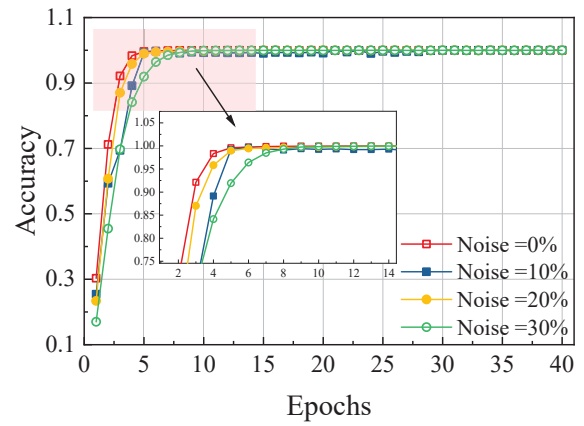 1.1
0.9
0.7
0.5
0.3
0.1
Accuracy
1.05
1.00
0.95
0.90
0.85
0.80
0.75
2 4 6 8 10 12 14
Noise =0%
Noise =10%
Noise =20%
Noise =30%
0 5 10 15 20 25 30 35 40
Epochs